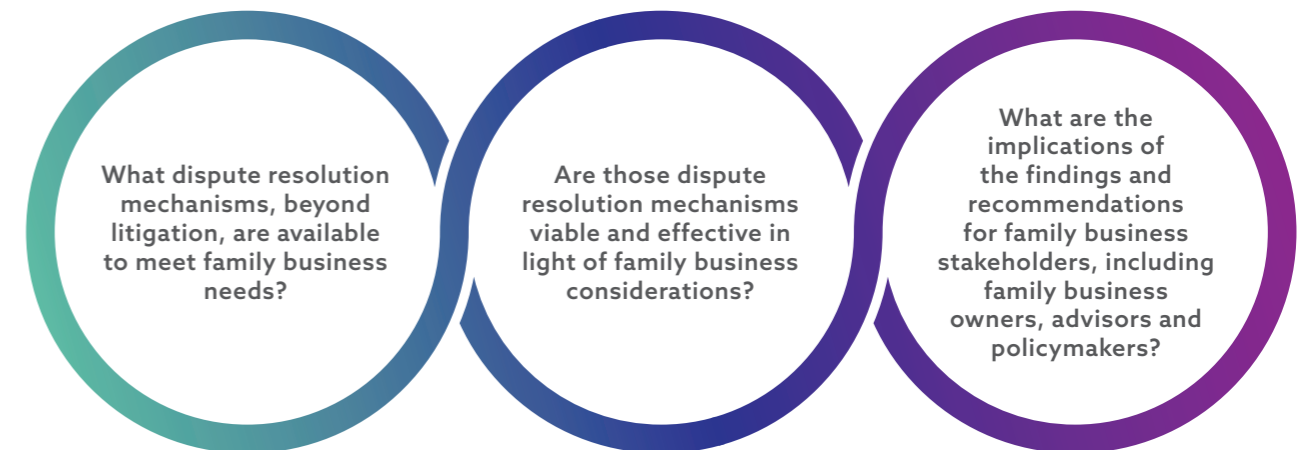 What dispute resolution
mechanisms, beyond
litigation, are available
to meet family business
needs?
Are those dispute
resolution mechanisms
viable and effective in
light of family business
considerations?
What are the
implications of
the findings and
recommendations
for family business
stakeholders, including
family business
owners, advisors and
policymakers?